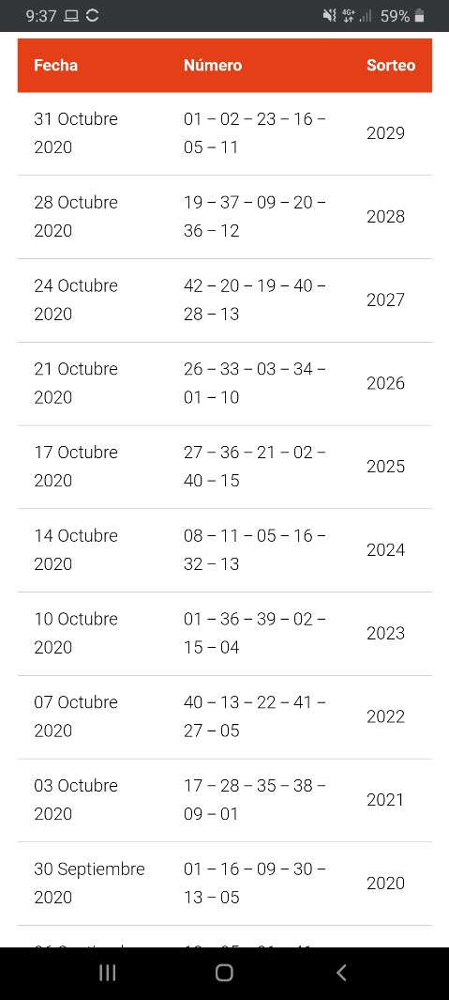 9:37 4G+ 59%
Fecha Número Sorteo
31 Octubre 01 – 02 – 23 – 16 –
2029
2020 05 – 11
28 Octubre 19 – 37 – 09 – 20 –
2028
2020 36 – 12
24 Octubre 42 – 20 – 19 – 40 –
2027
2020 28 – 13
21 Octubre 26 – 33 – 03 – 34 –
2026
2020 01 – 10
17 Octubre 27 – 36 – 21 – 02 –
2025
2020 40 – 15
14 Octubre 08 – 11 – 05 – 16 –
2024
2020 32 – 13
10 Octubre 01 – 36 – 39 – 02 –
2023
2020 15 – 04
07 Octubre 40 – 13 – 22 – 41 –
2022
2020 27 – 05
03 Octubre 17 – 28 – 35 – 38 –
2021
2020 09 – 01
30 Septiembre 01 – 16 – 09 – 30 –
2020
2020 13 – 05